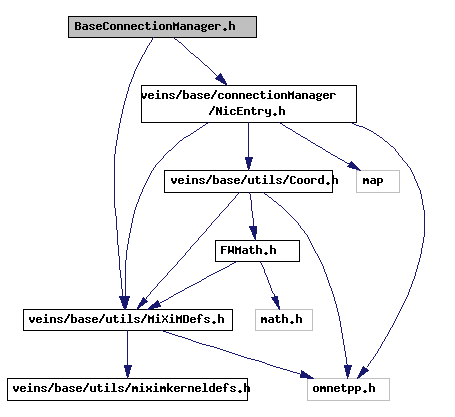 BaseConnectionManager.h
veins/base/connectionManager
/NicEntry.h
veins/base/utils/Coord.h
map
FWMath.h
veins/base/utils/MiXiMDefs.h
math.h
veins/base/utils/miximkerneldefs.h
omnetpp.h